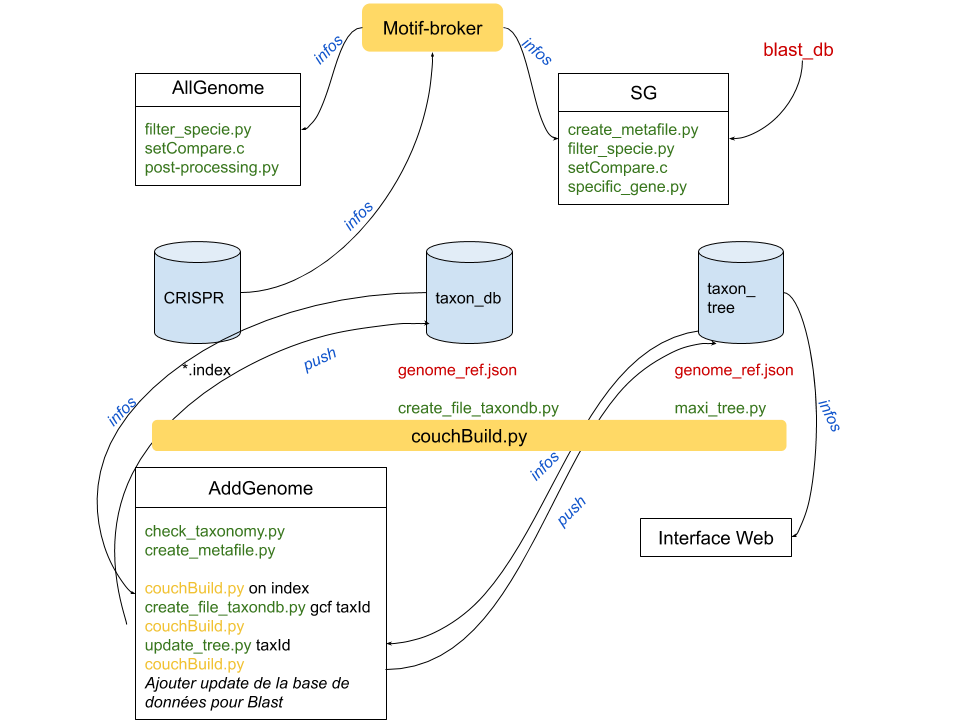 Motif-broker
infos
infos
blast_db
AllGenome
filter_specie.py
setCompare.c
post-processing.py
SG
create_metafile.py
filter_specie.py
setCompare.c
specific_gene.py
infos
CRISPR
taxon_db
taxon_
tree
*.index
push
genome_ref.json
genome_ref.json
infos
create_file_taxondb.py
maxi_tree.py
infos
couchBuild.py
infos
push
AddGenome
check_taxonomy.py
create_metafile.py
couchBuild.py on index
create_file_taxondb.py gcf taxId
couchBuild.py
update_tree.py taxId
couchBuild.py
Ajouter update de la base de
données pour Blast
Interface Web